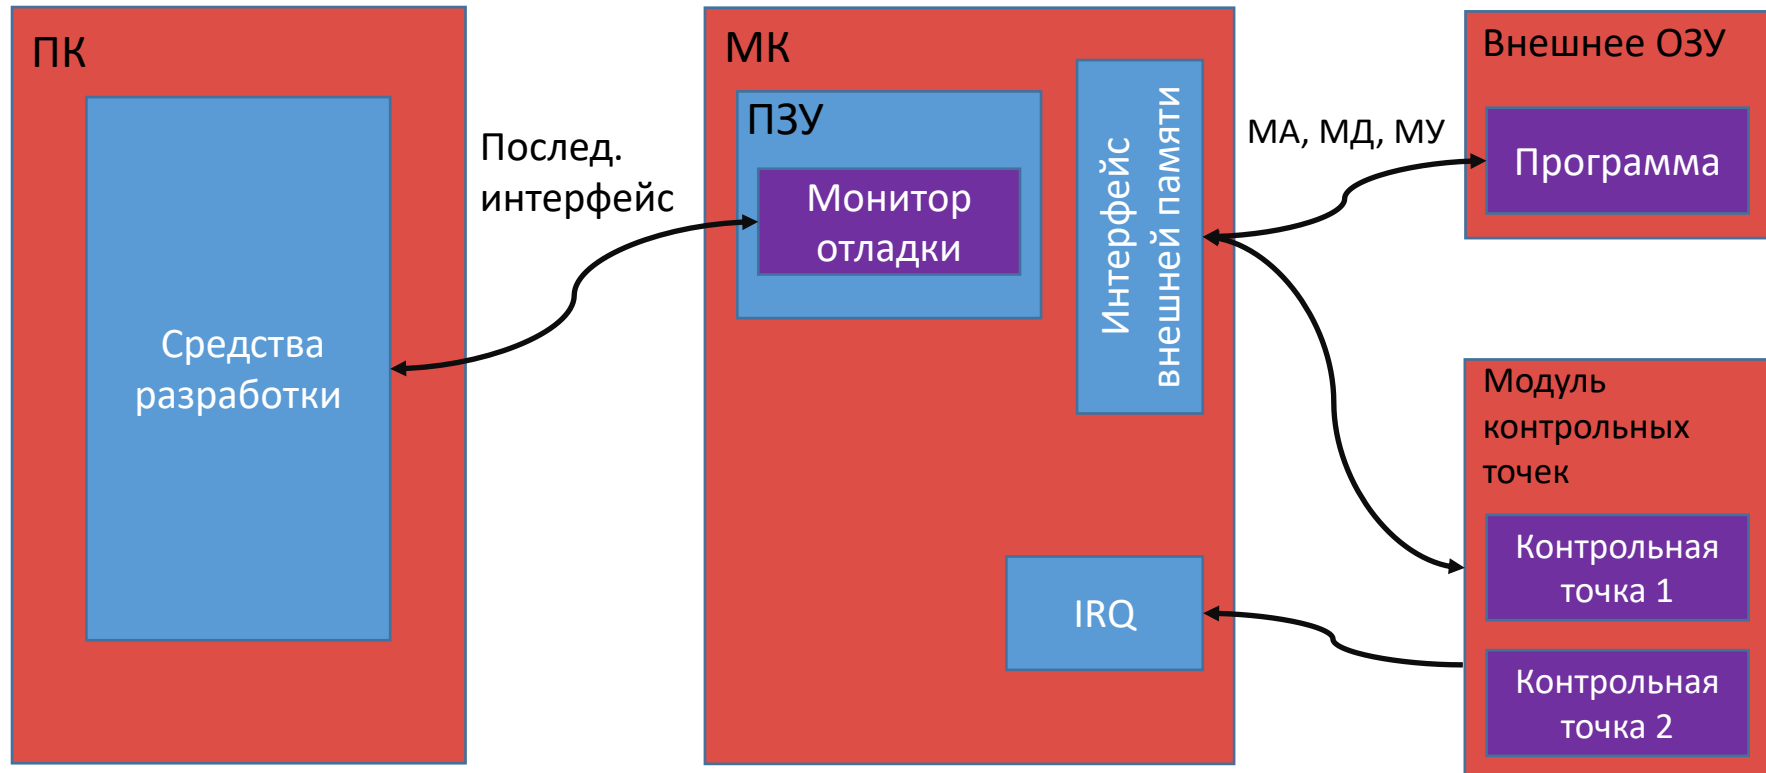 ПК
Средства
разработки
Послед.
интерфейс
МК
ПЗУ
Монитор
отладки
Интерфейс
внешней памяти
IRQ
МА, МД, МУ
Внешнее ОЗУ
Программа
Модуль
контрольных
точек
Контрольная
точка 1
Контрольная
точка 2